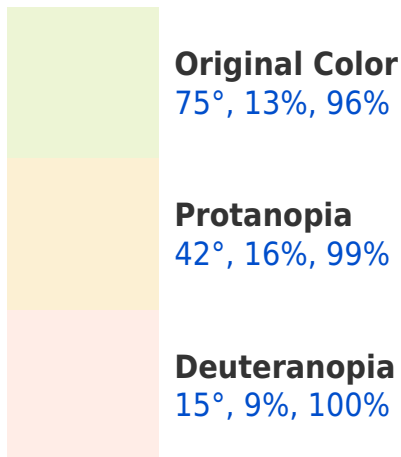 Original Color
75°, 13%, 96%
Protanopia
42°, 16%, 99%
Deuteranopia
15°, 9%, 100%